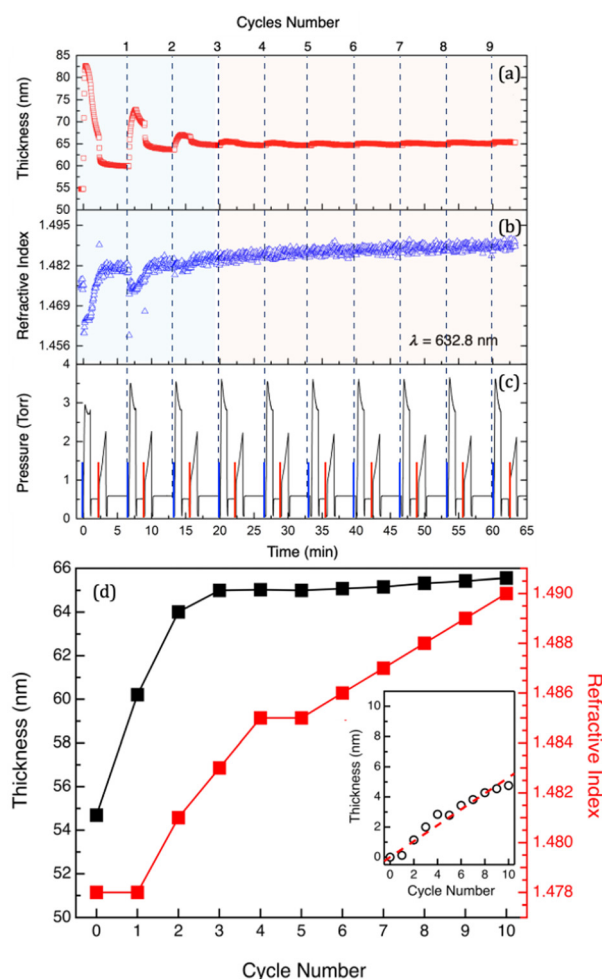 Cycles Number
1 2 3 4 5 6 7 8 9
(a)
Thickness (nm)
85
80
75
70
65
60
55
50
(b)
Refractive Index
1.495
1.482
1.469
1.456
λ = 632.8 nm
(c)
Pressure (Torr)
4
3
2
1
0
0 5 10 15 20 25 30 35 40 45 50 55 60 65
Time (min)
(d)
Thickness (nm)
66
64
62
60
58
56
54
52
50
Refractive Index
1.490
1.488
1.486
1.484
1.482
1.480
1.478
Thickness (nm)
10
8
6
4
2
0
0 2 4 6 8 10
Cycle Number
0 1 2 3 4 5 6 7 8 9 10
Cycle Number